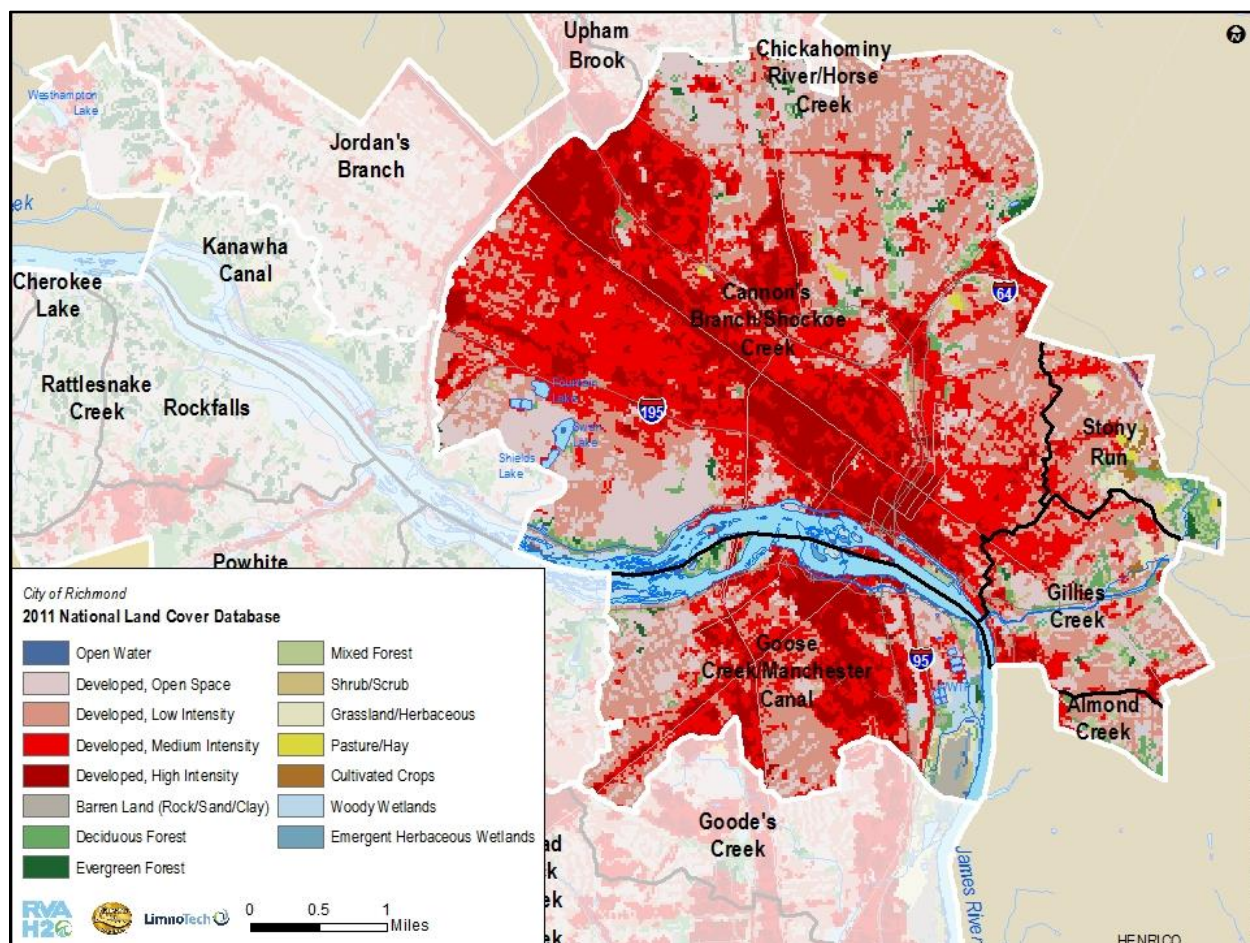 Upham
Brook
Chickahominy
River/Horse
Creek
Westhampton
Lake
Jordan's
Branch
Kanawha
Canal
Cherokee
Lake
Rattlesnake
Creek
Rockfalls
Cannon's
Branch/Shockoe
Creek
64
195
Fountain
Lake
Swan
Lake
Shields
Lake
Stony
Run
Gillies
Creek
Powhite
Goose
Creek/Manchester
Canal
95
Almond
Creek
Goode's
Creek
James River
HENRICO
City of Richmond
2011 National Land Cover Database
Open Water
Developed, Open Space
Developed, Low Intensity
Developed, Medium Intensity
Developed, High Intensity
Barren Land (Rock/Sand/Clay)
Deciduous Forest
Evergreen Forest
Mixed Forest
Shrub/Scrub
Grassland/Herbaceous
Pasture/Hay
Cultivated Crops
Woody Wetlands
Emergent Herbaceous Wetlands
RVA
H2O
LimnoTech
0 0.5 1
Miles